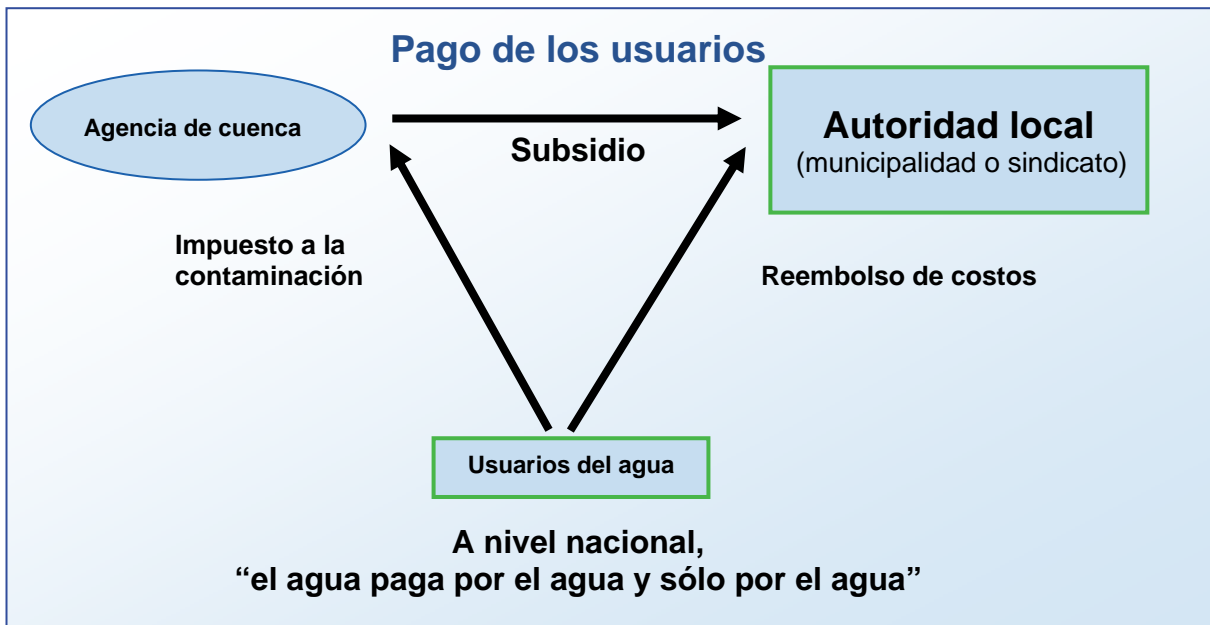 Pago de los usuarios
Agencia de cuenca
Subsidio
Autoridad local
(municipalidad o sindicato)
Impuesto a la
contaminación
Reembolso de costos
Usuarios del agua
A nivel nacional,
“el agua paga por el agua y sólo por el agua”